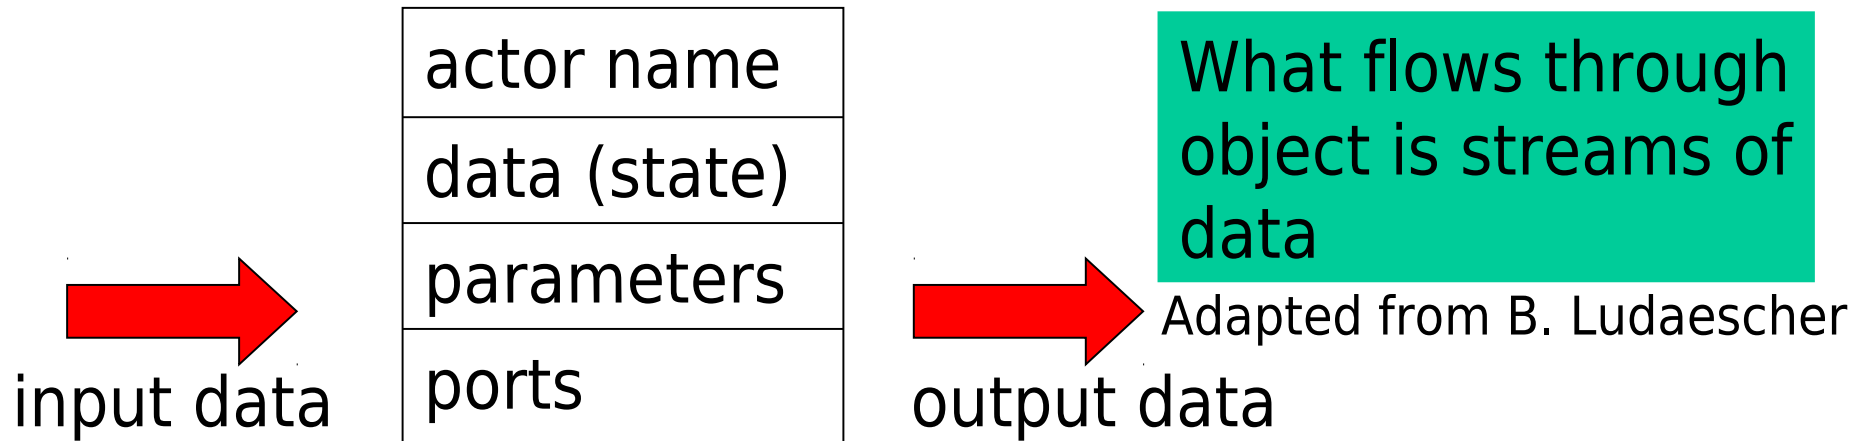 actor name
data (state)
parameters
ports
input data
output data
What flows through
object is streams of
data
Adapted from B. Ludaescher